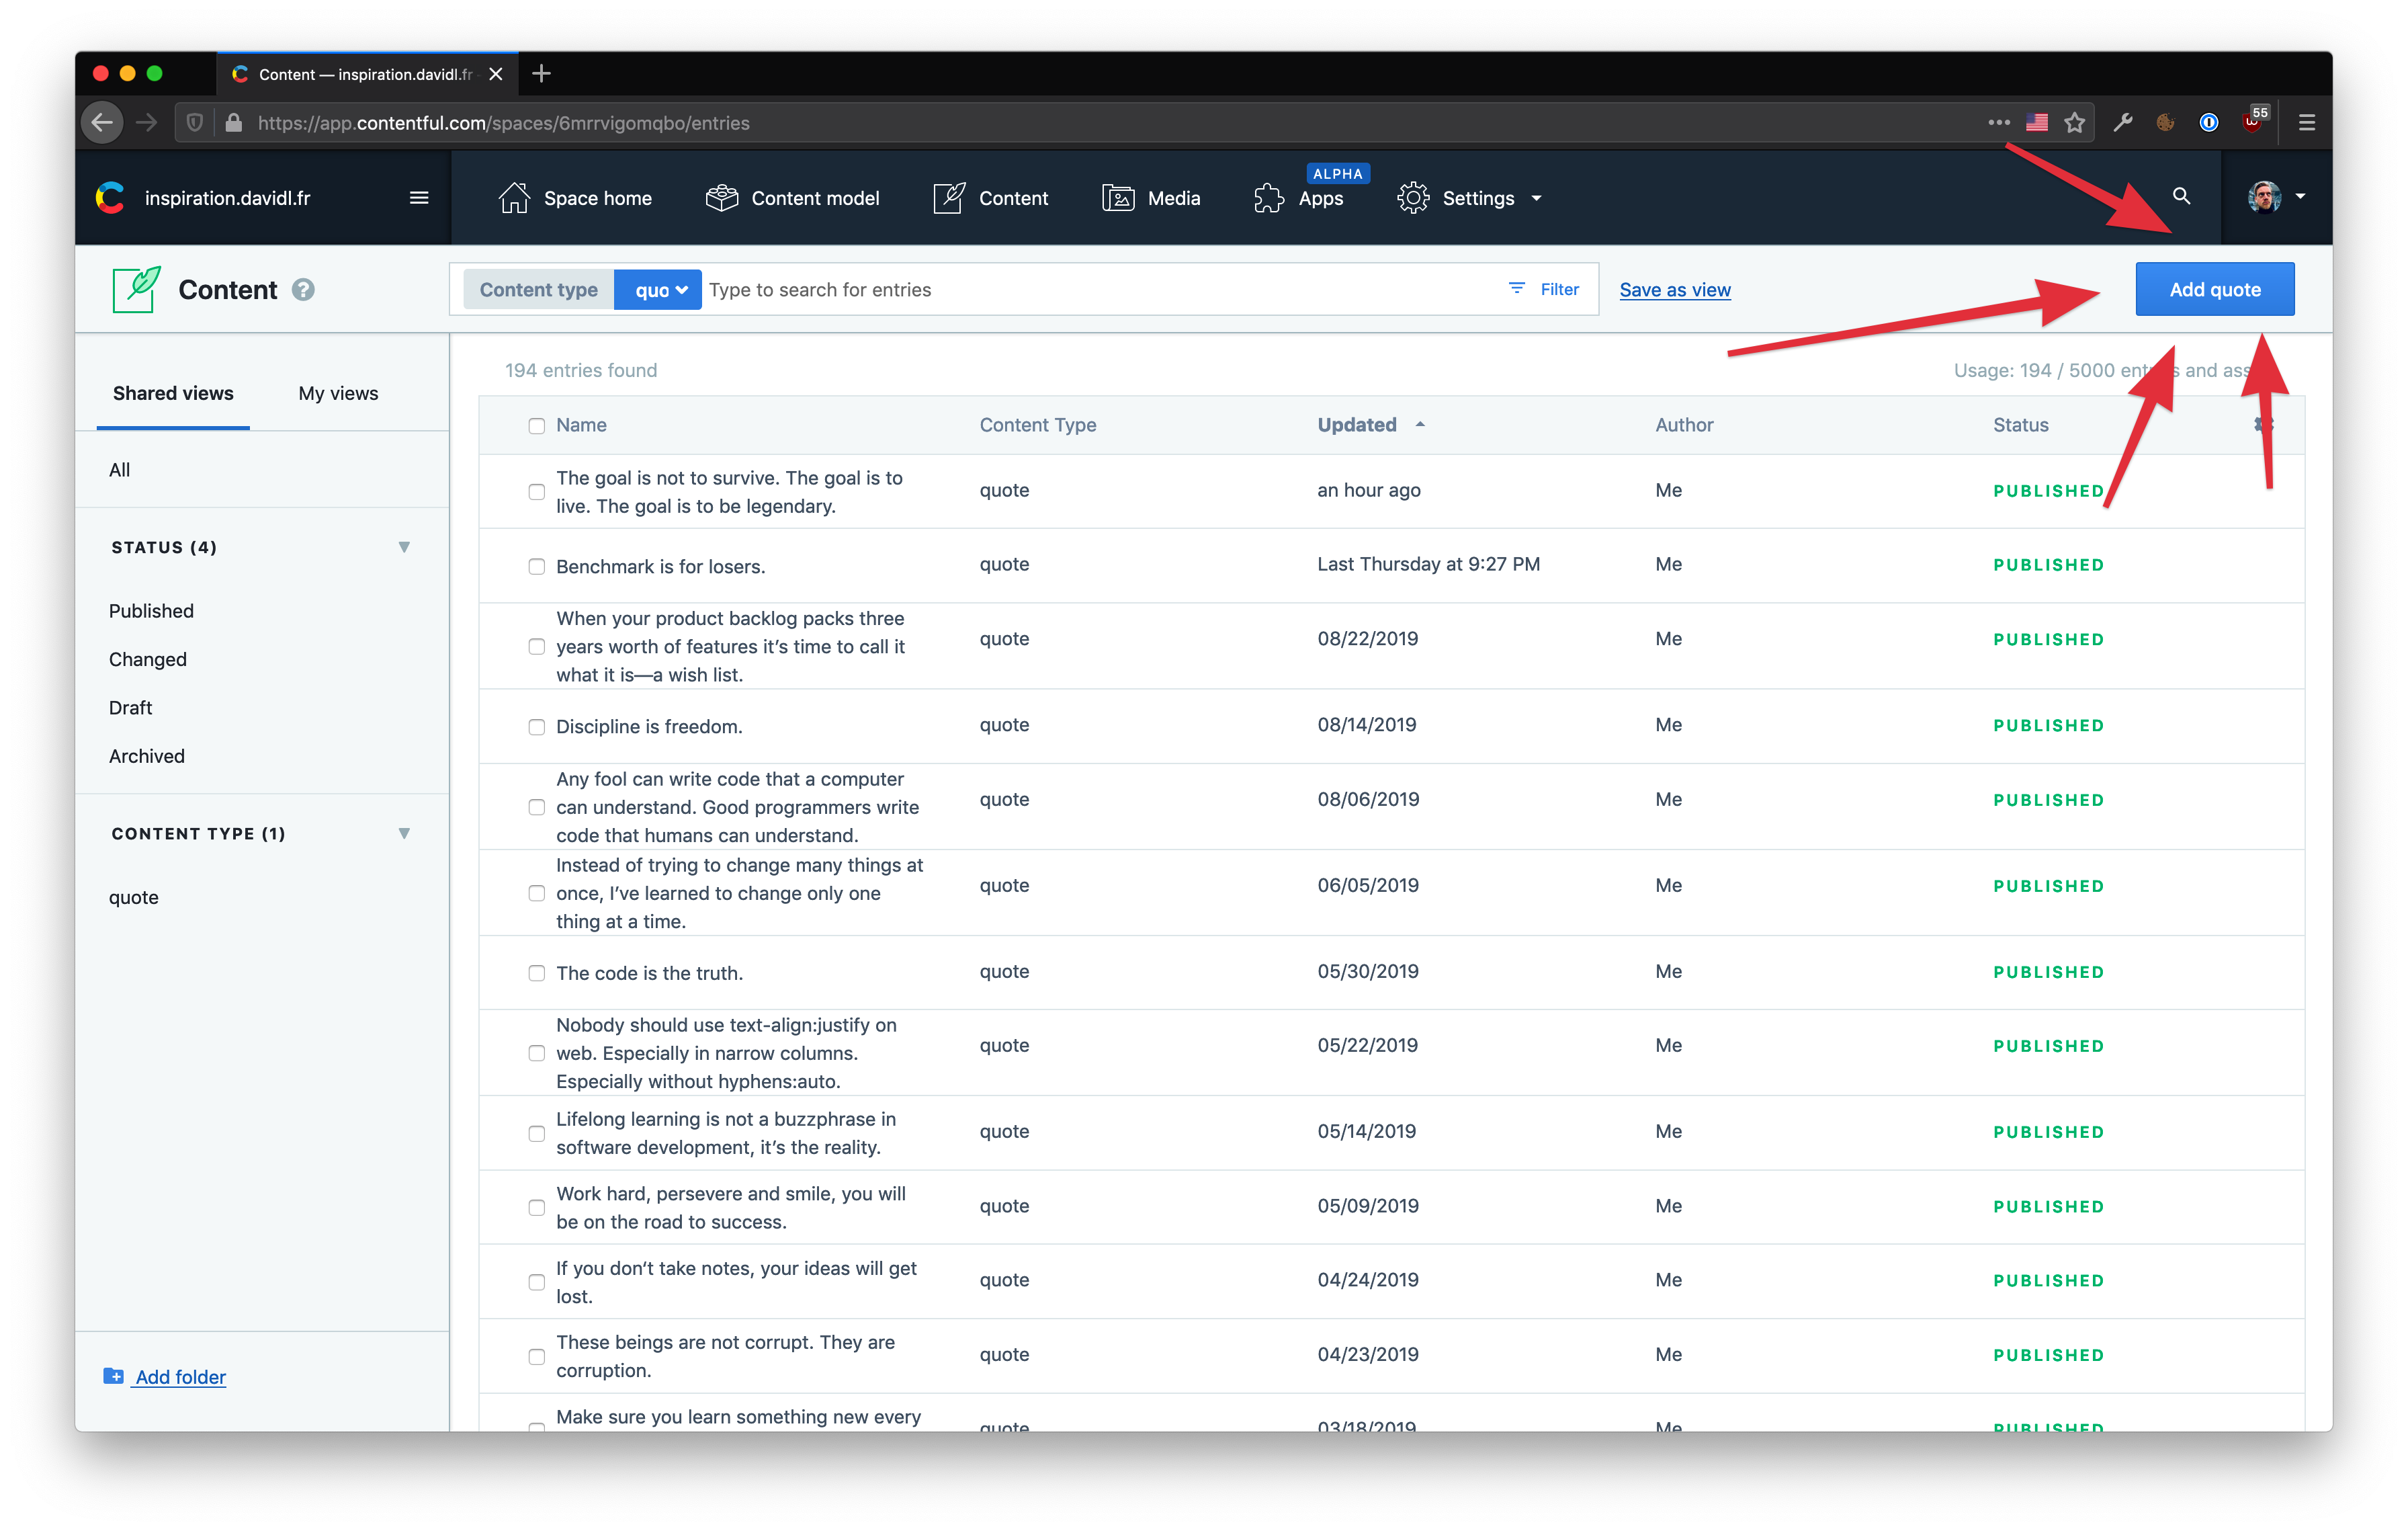 Content — inspiration.davidl.fr
https://app.contentful.com/spaces/6mrrvigomqbo/entries
55
inspiration.davidl.fr
Space home
Content model
Content
Media
ALPHA
Apps
Settings
Content
?
Content type
quo
Type to search for entries
Filter
Save as view
Add quote
Shared views
My views
All
STATUS (4)
Published
Changed
Draft
Archived
CONTENT TYPE (1)
quote
Add folder
194 entries found
Usage: 194 / 5000 and
Name Content Type Updated Author Status
The goal is not to survive. The goal is to
live. The goal is to be legendary.
quote an hour ago Me PUBLISHED
Benchmark is for losers.
quote Last Thursday at 9:27 PM Me PUBLISHED
When your product backlog packs three
years worth of features it’s time to call it
what it is—a wish list.
quote 08/22/2019 Me PUBLISHED
Discipline is freedom.
quote 08/14/2019 Me PUBLISHED
Any fool can write code that a computer
can understand. Good programmers write
code that humans can understand.
quote 08/06/2019 Me PUBLISHED
Instead of trying to change many things at
once, I’ve learned to change only one
thing at a time.
quote 06/05/2019 Me PUBLISHED
The code is the truth.
quote 05/30/2019 Me PUBLISHED
Nobody should use text-align:justify on
web. Especially in narrow columns.
Especially without hyphens:auto.
quote 05/22/2019 Me PUBLISHED
Lifelong learning is not a buzzphrase in
software development, it’s the reality.
quote 05/14/2019 Me PUBLISHED
Work hard, persevere and smile, you will
be on the road to success.
quote 05/09/2019 Me PUBLISHED
If you don’t take notes, your ideas will get
lost.
quote 04/24/2019 Me PUBLISHED
These beings are not corrupt. They are
corruption.
quote 04/23/2019 Me PUBLISHED
Make sure you learn something new every
quote 03/18/2019 Me PUBLISHED